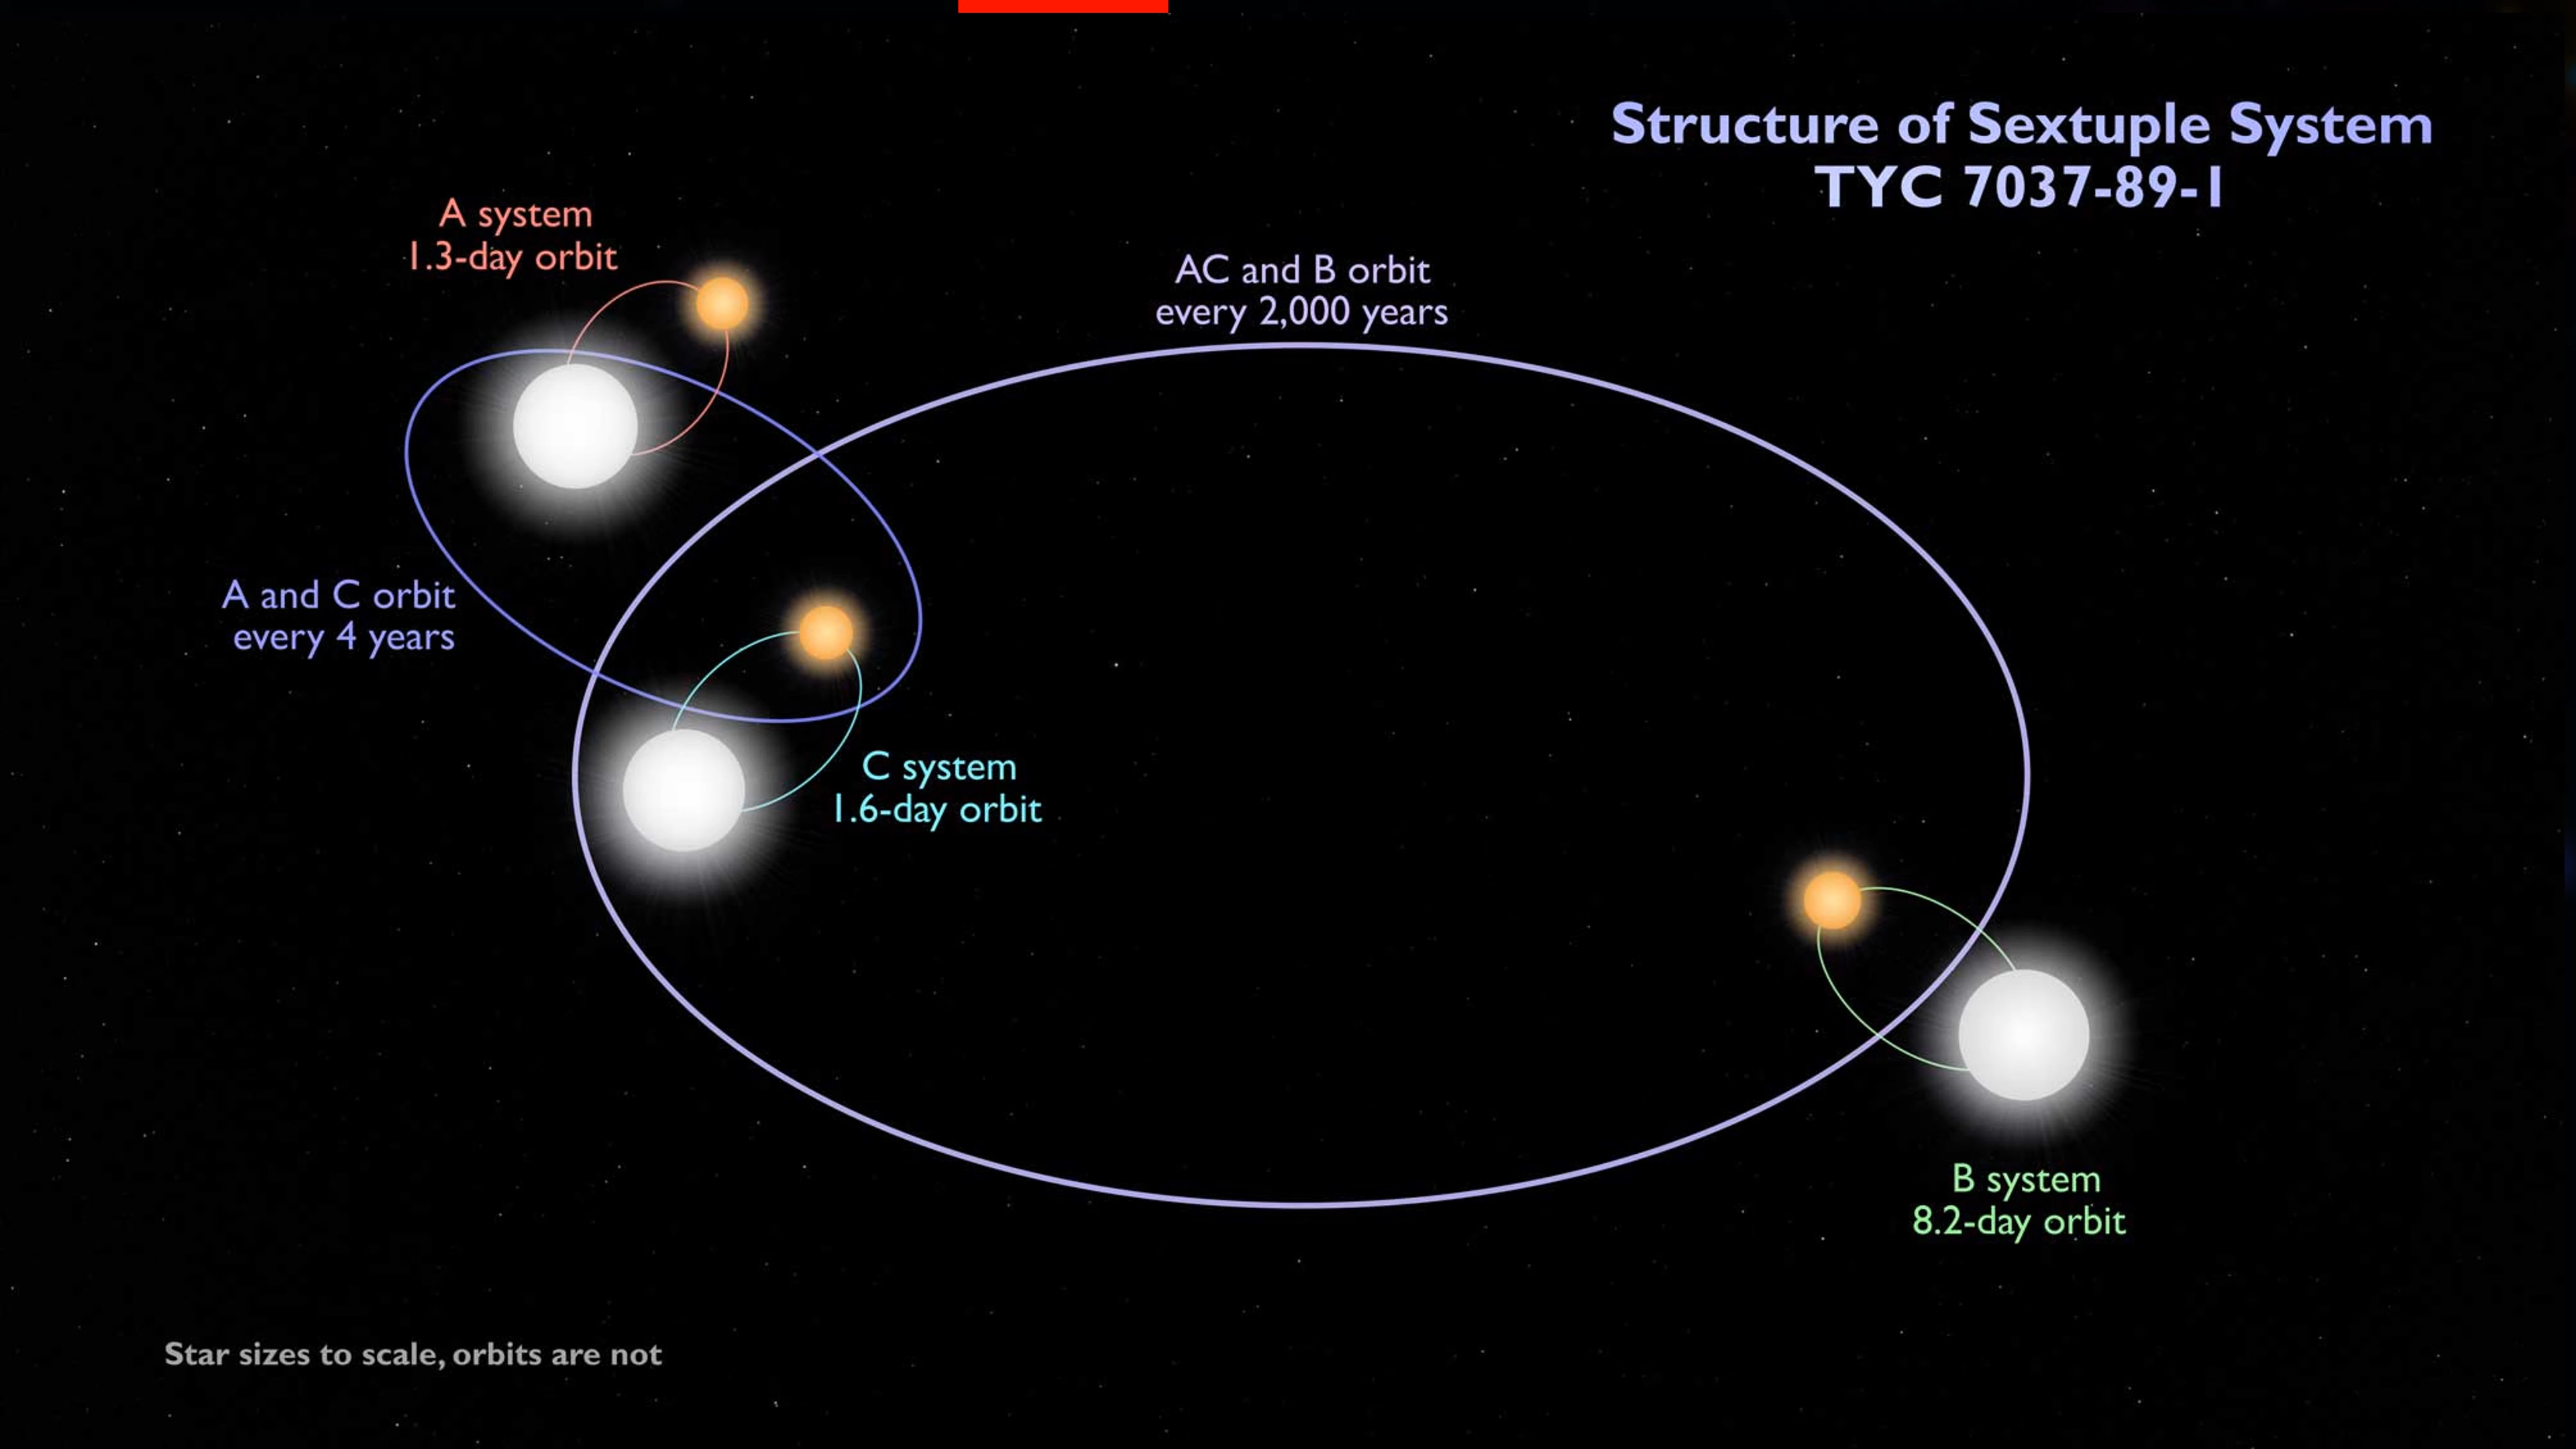 Structure of Sextuple System
TYC 7037-89-1
A system
1.3-day orbit
AC and B orbit
every 2,000 years
A and C orbit
every 4 years
C system
1.6-day orbit
B system
8.2-day orbit
Star sizes to scale, orbits are not